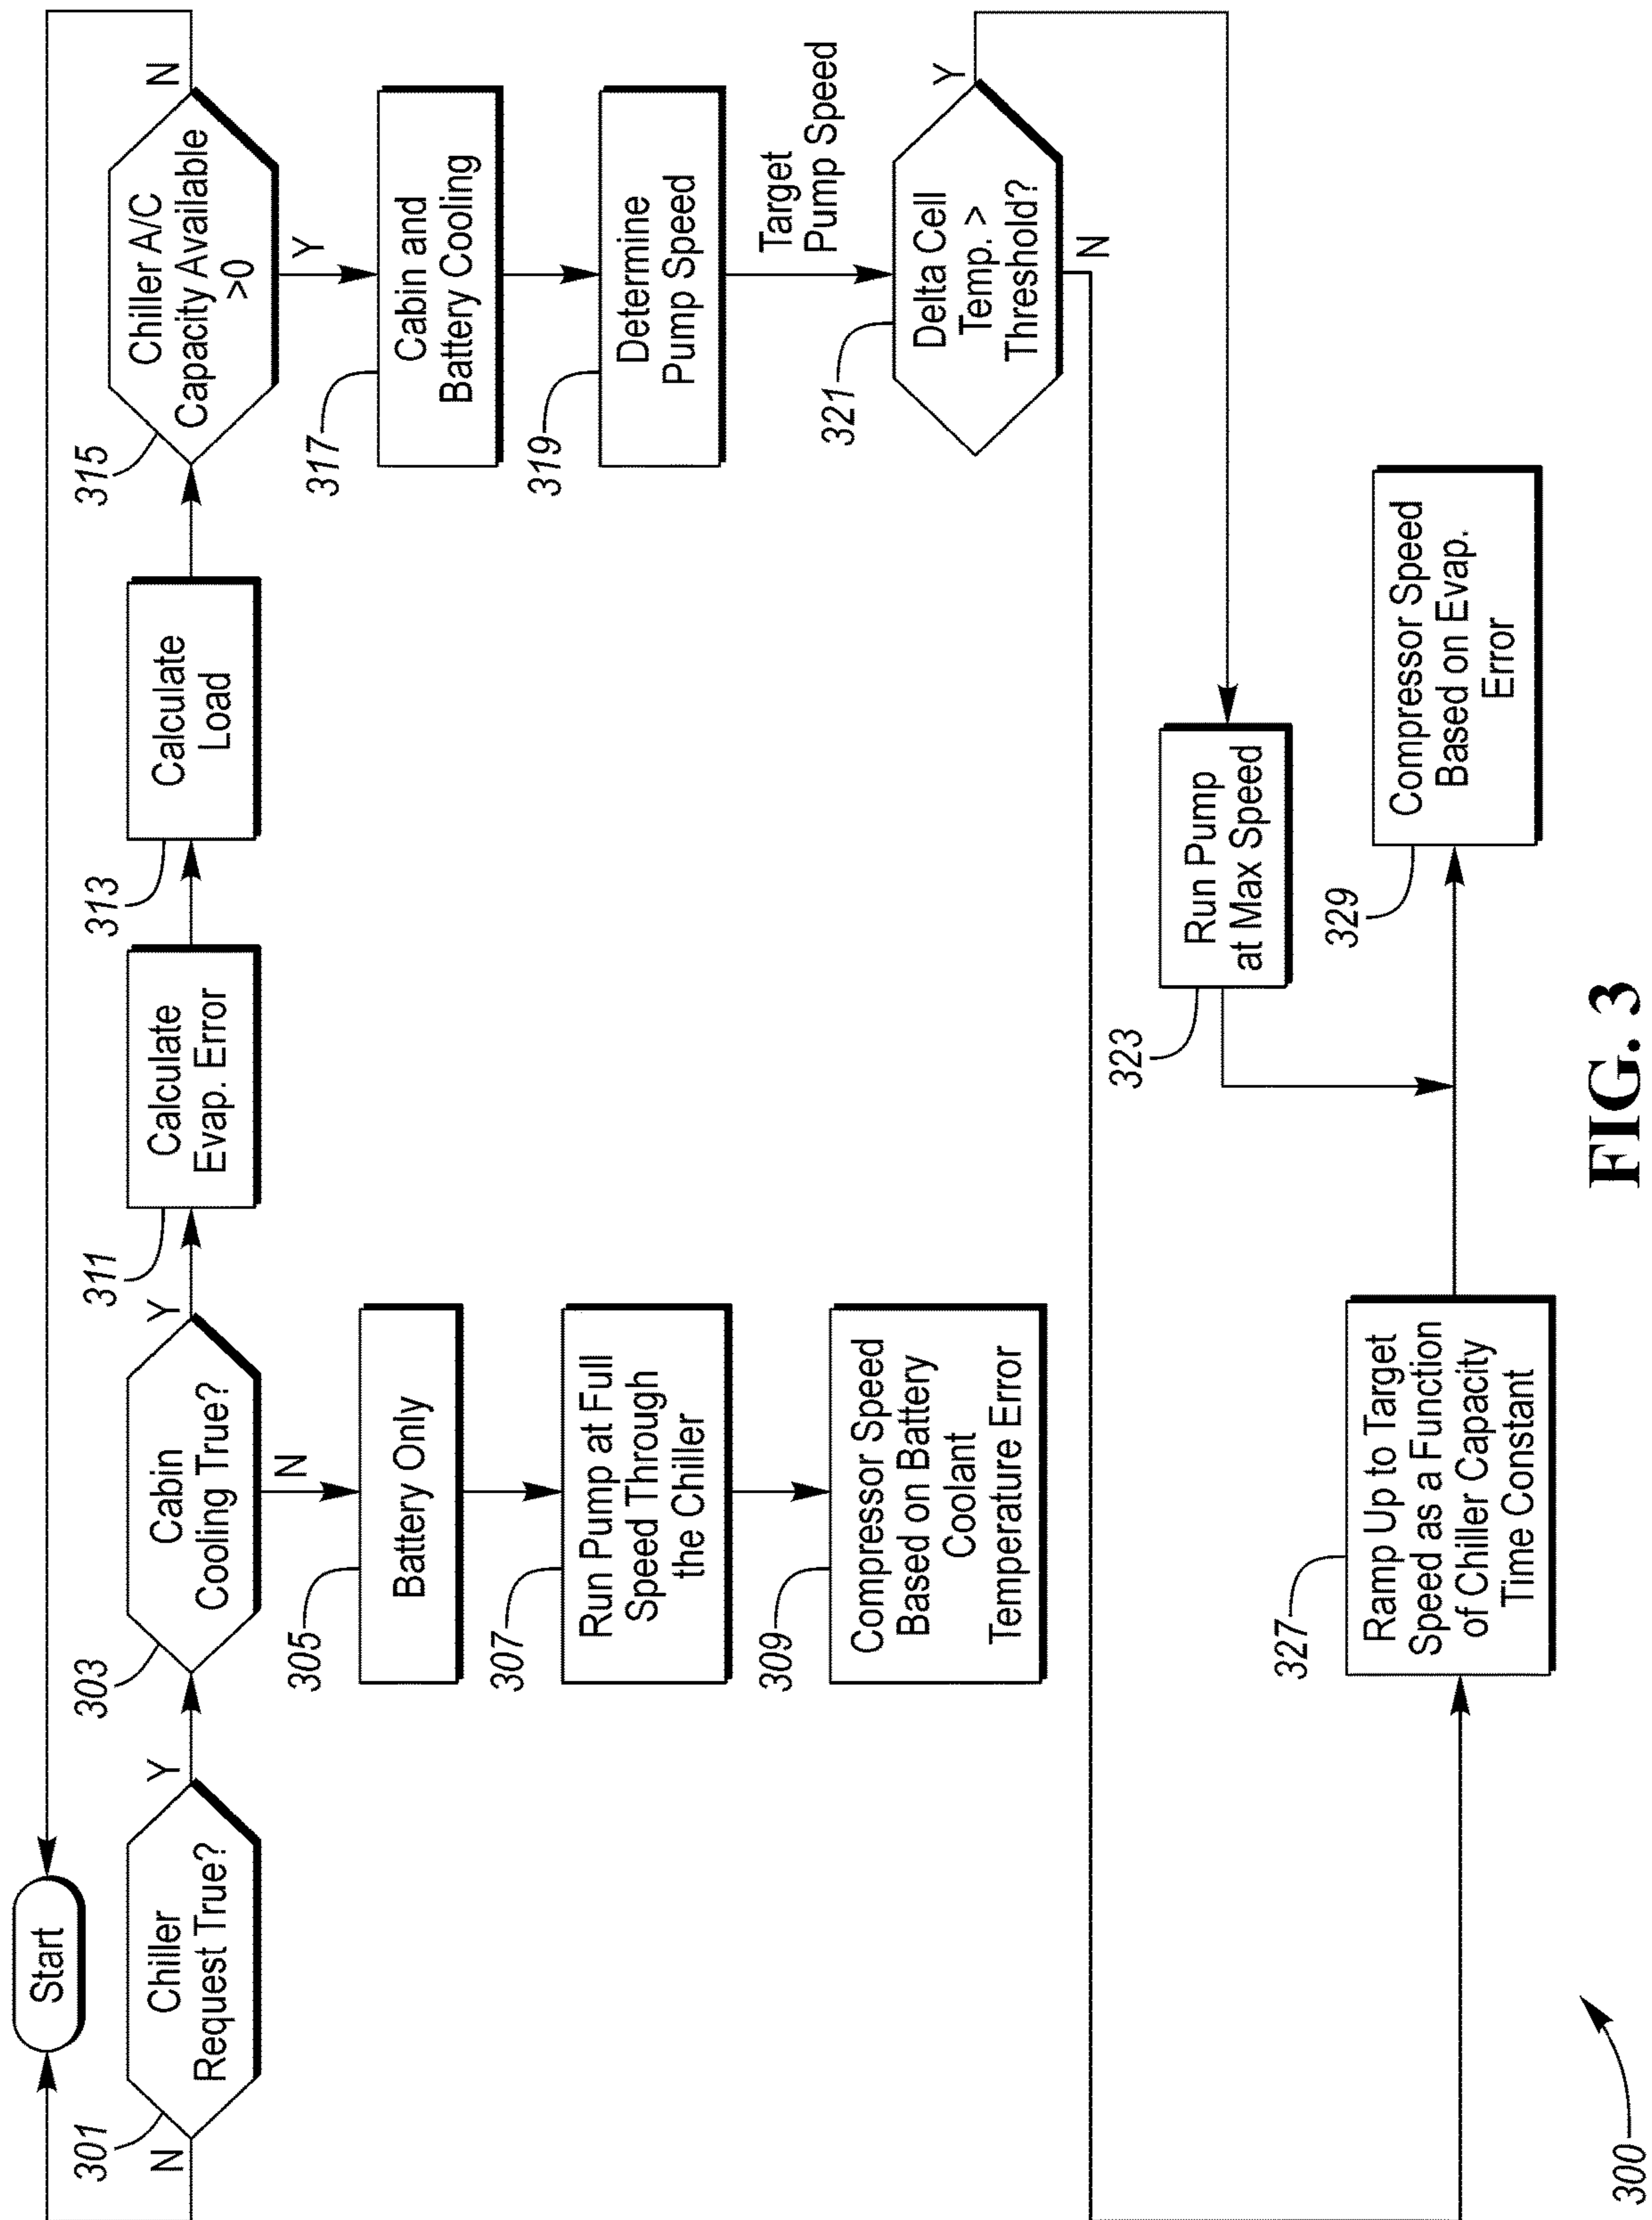 Start
301
N
Chiller
Request True?
Y
303
Cabin
Cooling True?
Y
N
305
Battery Only
307
Run Pump at Full
Speed Through
the Chiller
309
Compressor Speed
Based on Battery
Coolant
Temperature Error
311
Calculate
Evap. Error
313
Calculate
Load
315
Chiller A/C
Capacity Available
>0
N
Y
317
Cabin and
Battery Cooling
319
Determine
Pump Speed
Target
Pump Speed
321
Delta Cell
Temp. >
Threshold?
Y
N
323
Run Pump
at Max Speed
327
Ramp Up to Target
Speed as a Function
of Chiller Capacity
Time Constant
329
Compressor Speed
Based on Evap.
Error
300
FIG. 3